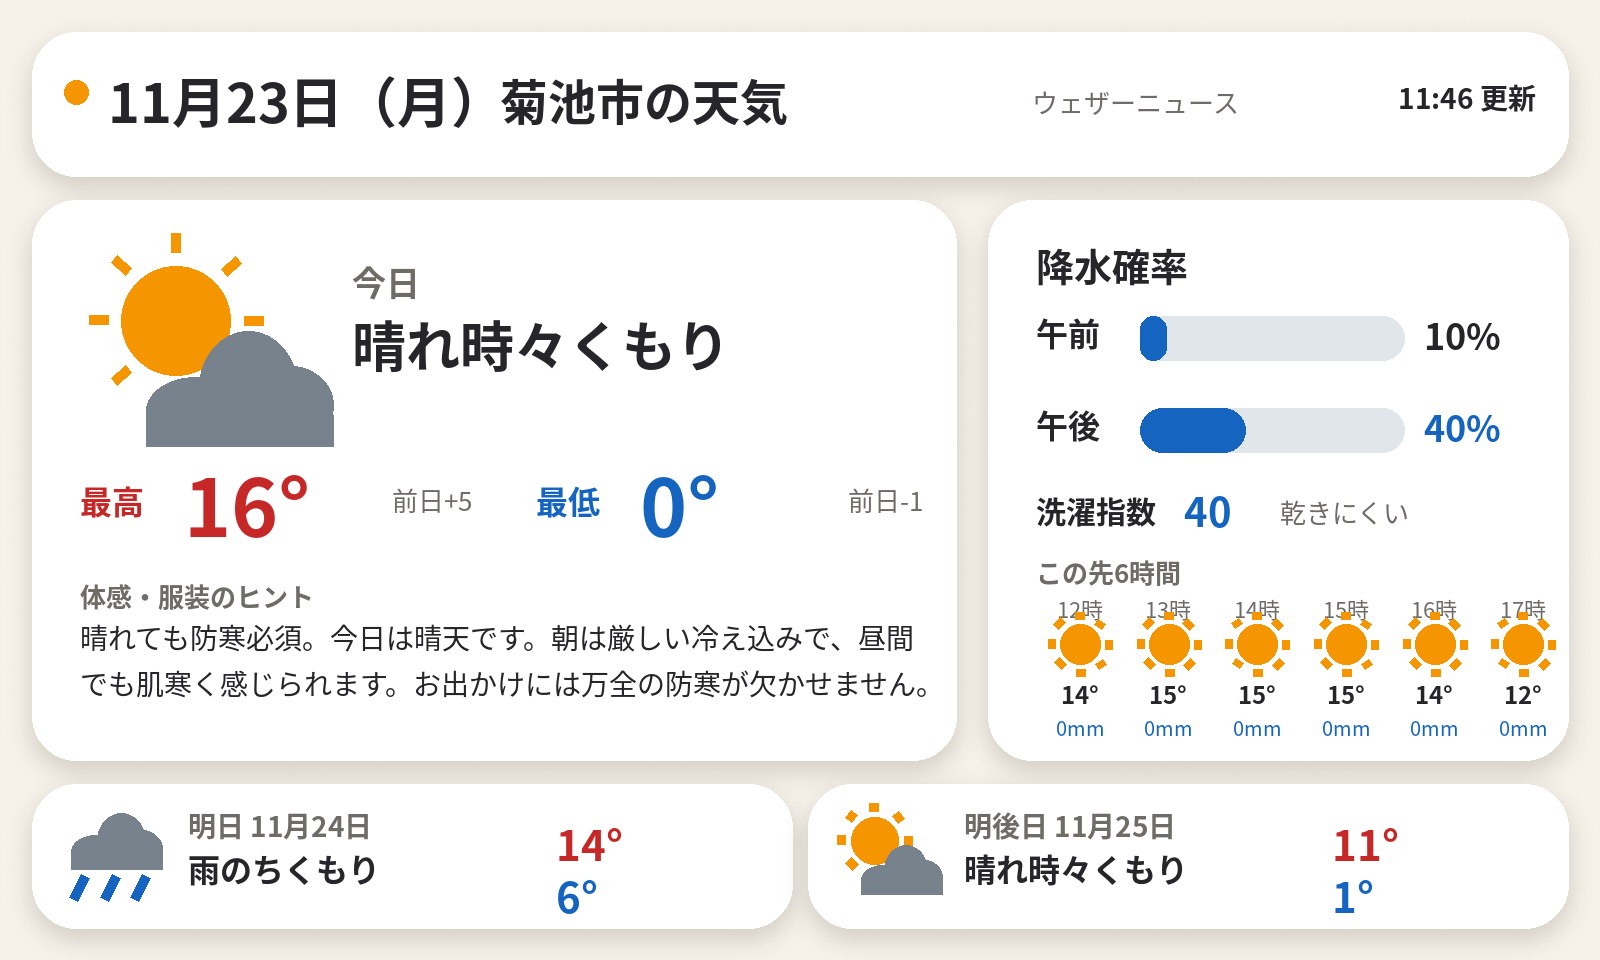 11月23日（月）菊池市の天気
ウェザーニュース
11:46 更新
今日
晴れ時々くもり
最高 16° 前日+5 最低 0° 前日-1
体感・服装のヒント
晴れても防寒必須。今日は晴天です。朝は厳しい冷え込みで、昼間
でも肌寒く感じられます。お出かけには万全の防寒が欠かせません。
降水確率
午前 10%
午後 40%
洗濯指数 40 乾きにくい
この先6時間
12時 13時 14時 15時 16時 17時
14° 15° 15° 15° 14° 12°
0mm 0mm 0mm 0mm 0mm 0mm
明日 11月24日
雨のちくもり
14°
6°
明後日 11月25日
晴れ時々くもり
11°
1°